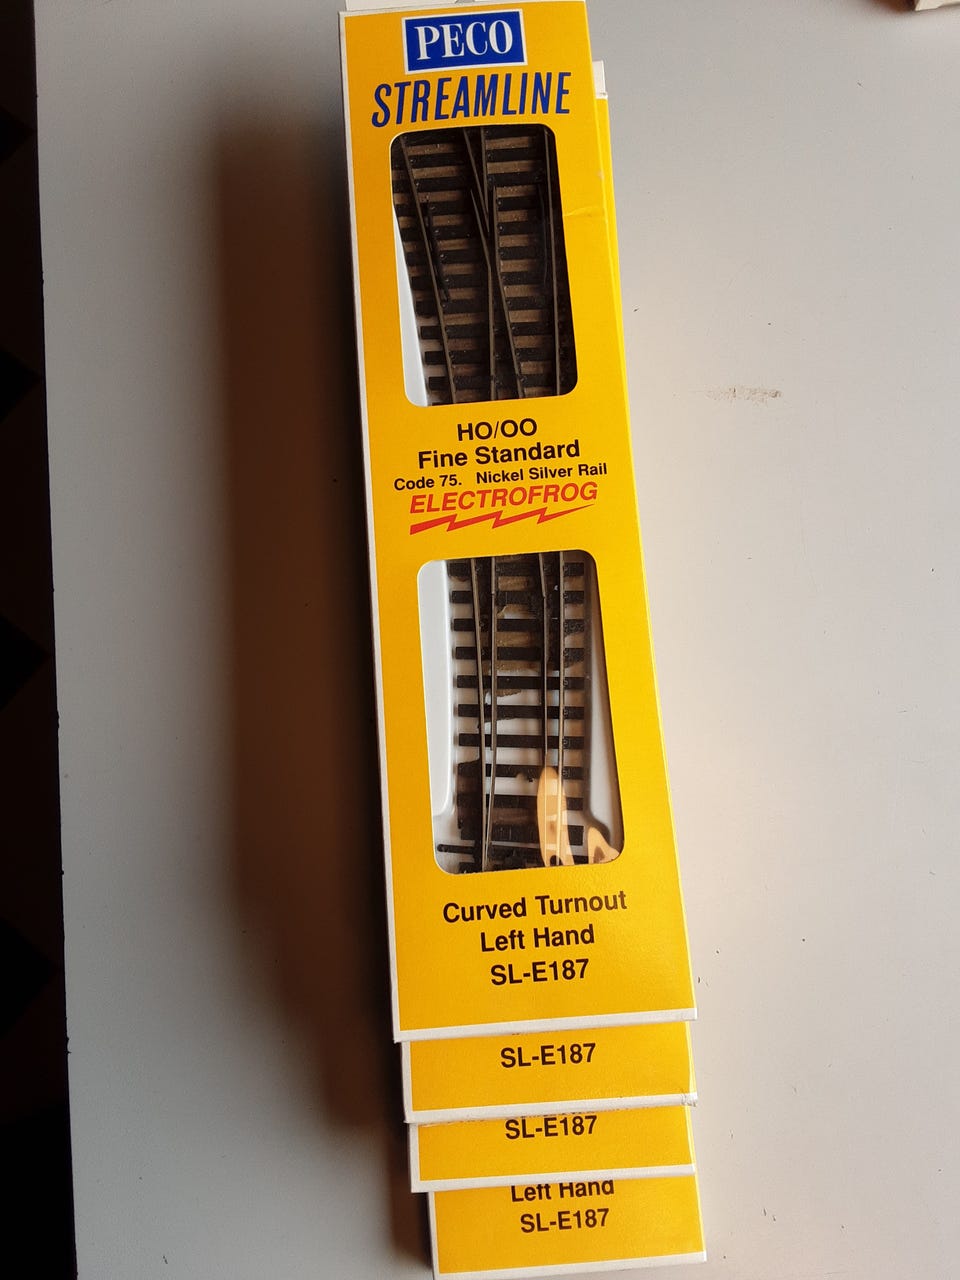 PECO
STREAMLINE
HO/OO
Fine Standard
Code 75. Nickel Silver Rail
ELECTROFROG
Curved Turnout
Left Hand
SL-E187
SL-E187
SL-E187
Left Hand
SL-E187